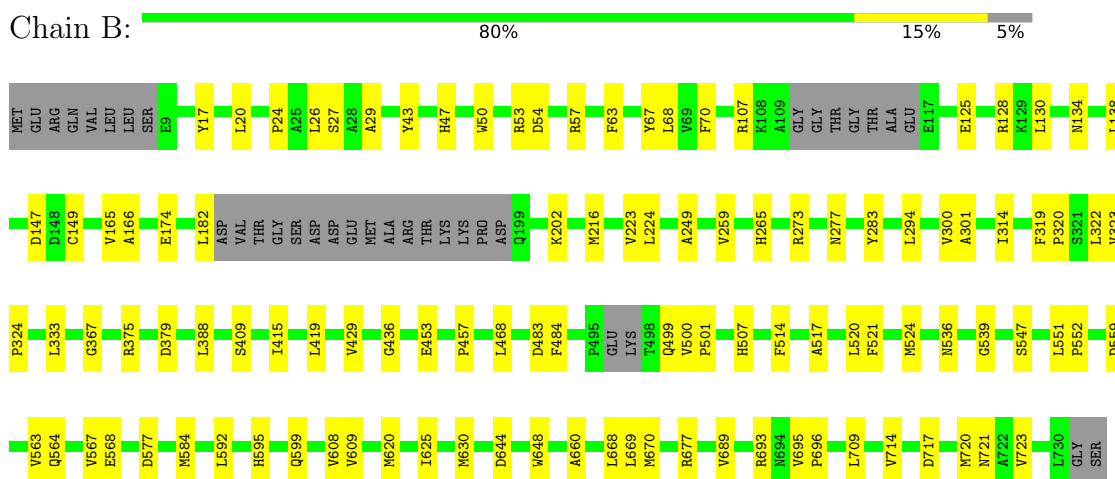 Chain B:
80% 15% 5%
MET GLU ARG GLN VAL LEU LEU SER E9 Y17 L20 P24 A25 L26 S27 A28 A29 Y43 H47 W50 R53 D54 R57 F63 Y67 L68 V69 F70 R107 K108 A109 GLY GLY THR GLY THR ALA GLU E117 E125 R128 K129 L130 N134
D147 D148 C149 V165 A166 E174 L182 ASP VAL THR GLY SER ASP ASP GLU MET ALA ARG THR LYS LYS PRO ASP Q199 K202 M216 V223 L224 A249 V259 H265 R273 N277 Y283 L294 V300 A301 I314 F319 P320 S321 L322
P324 L333 G367 R375 D379 L388 S409 I415 L419 V429 G436 E453 P457 L468 D483 F484 P495 GLU LYS T498 Q499 V500 P501 H507 F514 A517 L520 F521 M524 N536 G539 S547 L551 P552
V563 Q564 V567 E568 D577 M584 L592 H595 Q599 V608 V609 M620 I625 M630 D644 W648 A660 L668 L669 M670 R677 V689 R693 N694 V695 P696 L709 V714 D717 M720 N721 A722 V723 L730 GLY SER